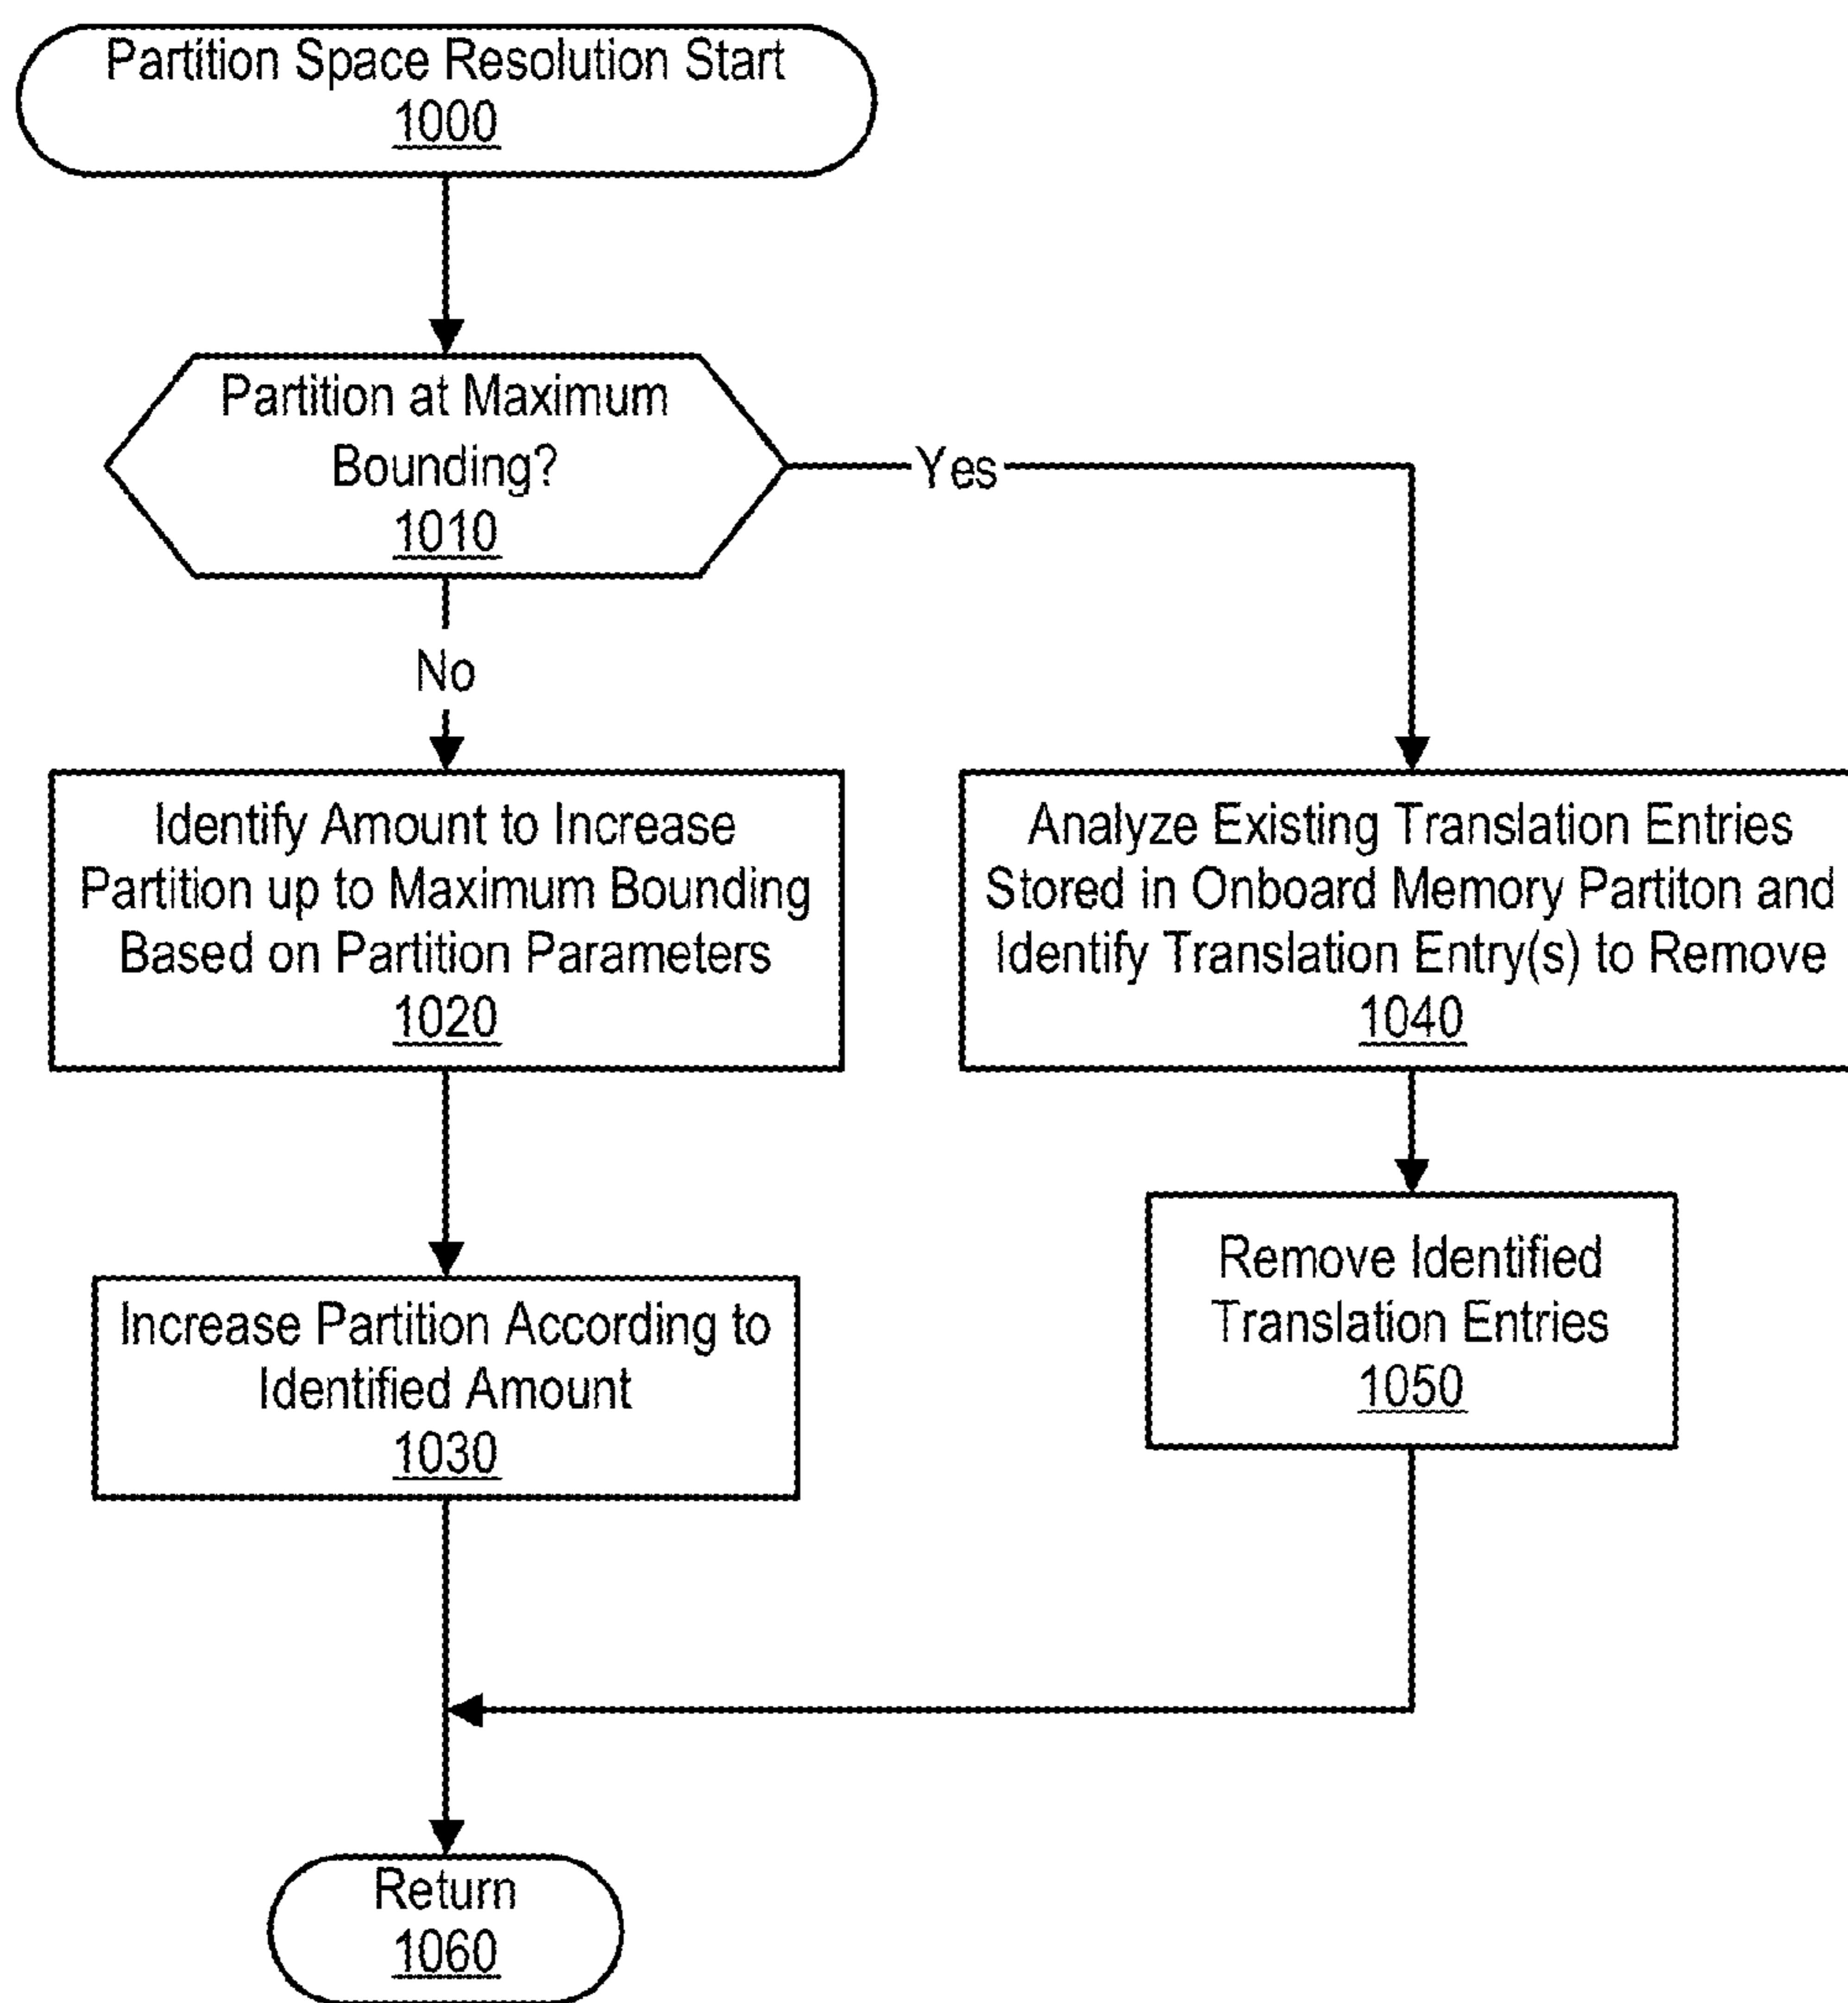 Partition Space Resolution Start
1000
Partition at Maximum
Bounding?
1010
Yes
No
Identify Amount to Increase
Partition up to Maximum Bounding
Based on Partition Parameters
1020
Analyze Existing Translation Entries
Stored in Onboard Memory Partiton and
Identify Translation Entry(s) to Remove
1040
Remove Identified
Translation Entries
1050
Increase Partition According to
Identified Amount
1030
Return
1060